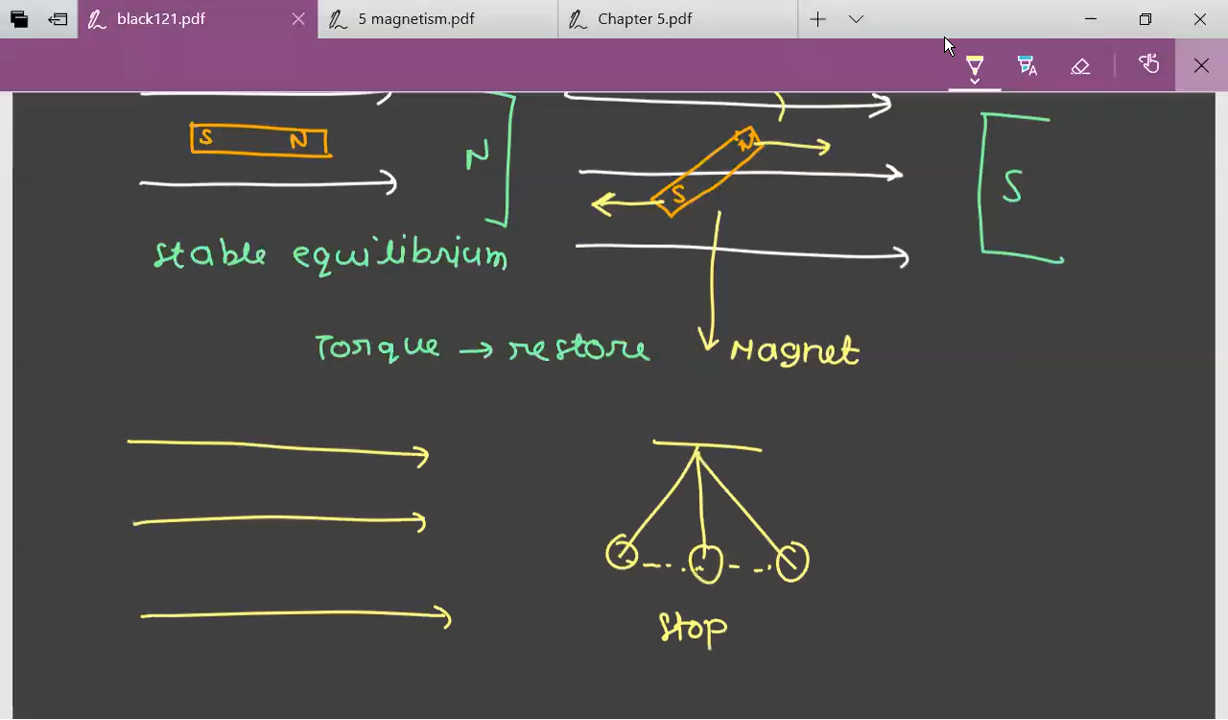 black121.pdf
5 magnetism.pdf
Chapter 5.pdf
S N
N
N
S
S
stable equilibrium
Torque → restore
Magnet
stop